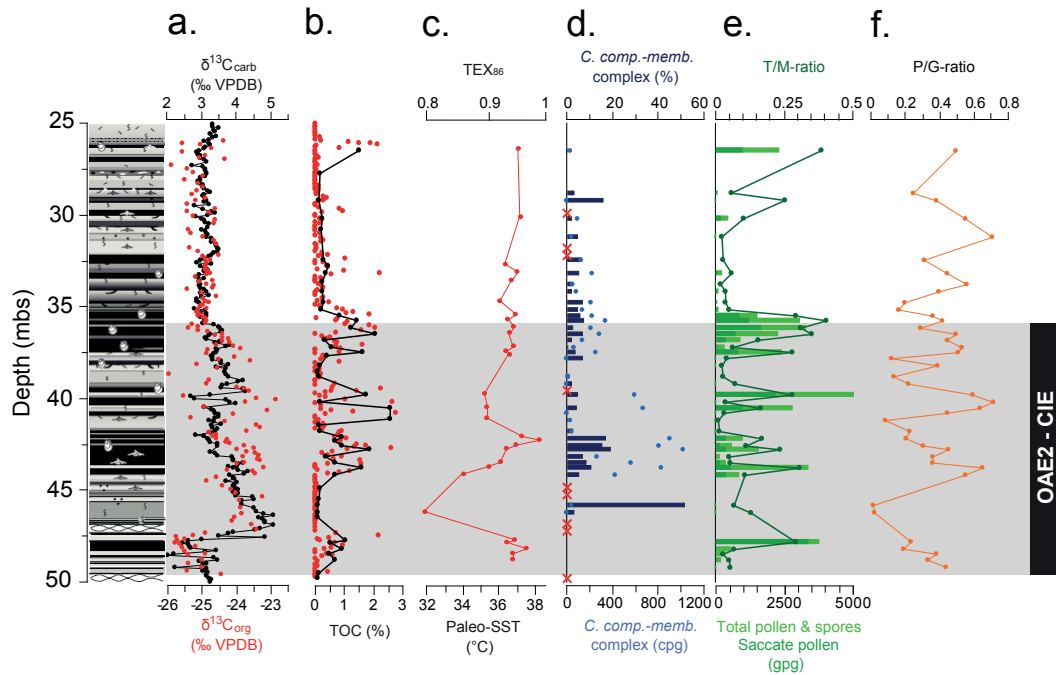 a.
b.
c.
d.
e.
f.
δ13Ccarb
(‰ VPDB)
TEX86
C. comp.-memb.
complex (%)
T/M-ratio
P/G-ratio
2 3 4 5 6
0.8 0.9 1
0 20 40 60
0 0.25 0.5
0 0.2 0.4 0.6 0.8
Depth (mbs)
25
30
35
40
45
50
OAE2 - CIE
-26 -25 -24 -23
0 1 2 3
32 34 36 38
0 400 800 1200
0 5000
δ13Corg
(‰ VPDB)
TOC (%)
Paleo-SST
(°C)
C. comp.-memb.
complex (cpg)
Total pollen & spores
Saccate pollen
(gpg)